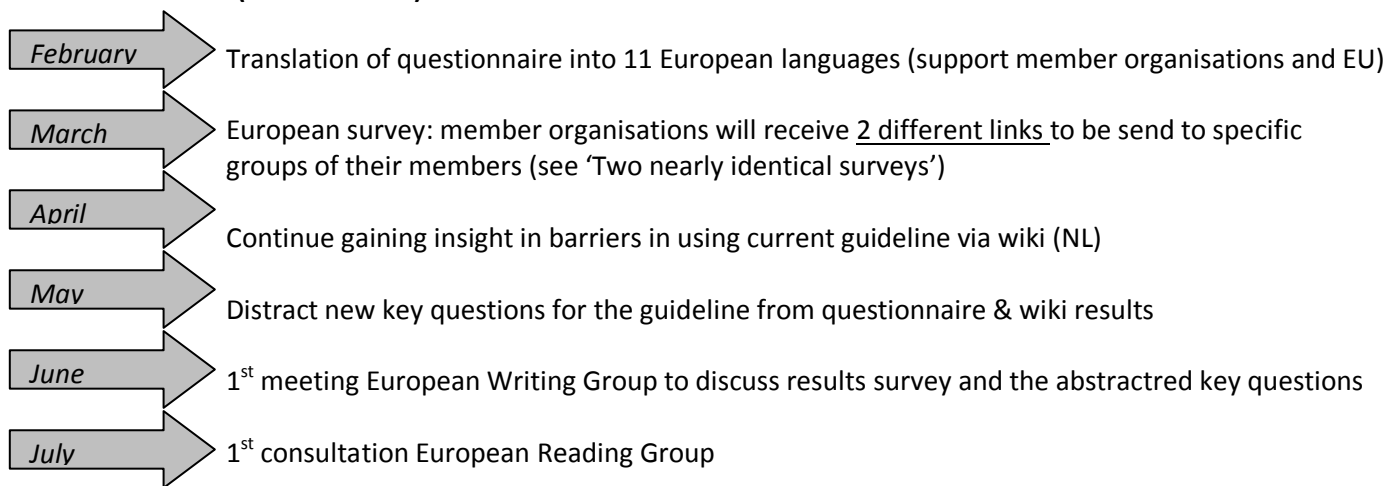 February
Translation of questionnaire into 11 European languages (support member organisations and EU)
March
European survey: member organisations will receive 2 different links to be send to specific
groups of their members (see ‘Two nearly identical surveys’)
April
Continue gaining insight in barriers in using current guideline via wiki (NL)
May
Distract new key questions for the guideline from questionnaire & wiki results
June
1st meeting European Writing Group to discuss results survey and the abstractred key questions
July
1st consultation European Reading Group